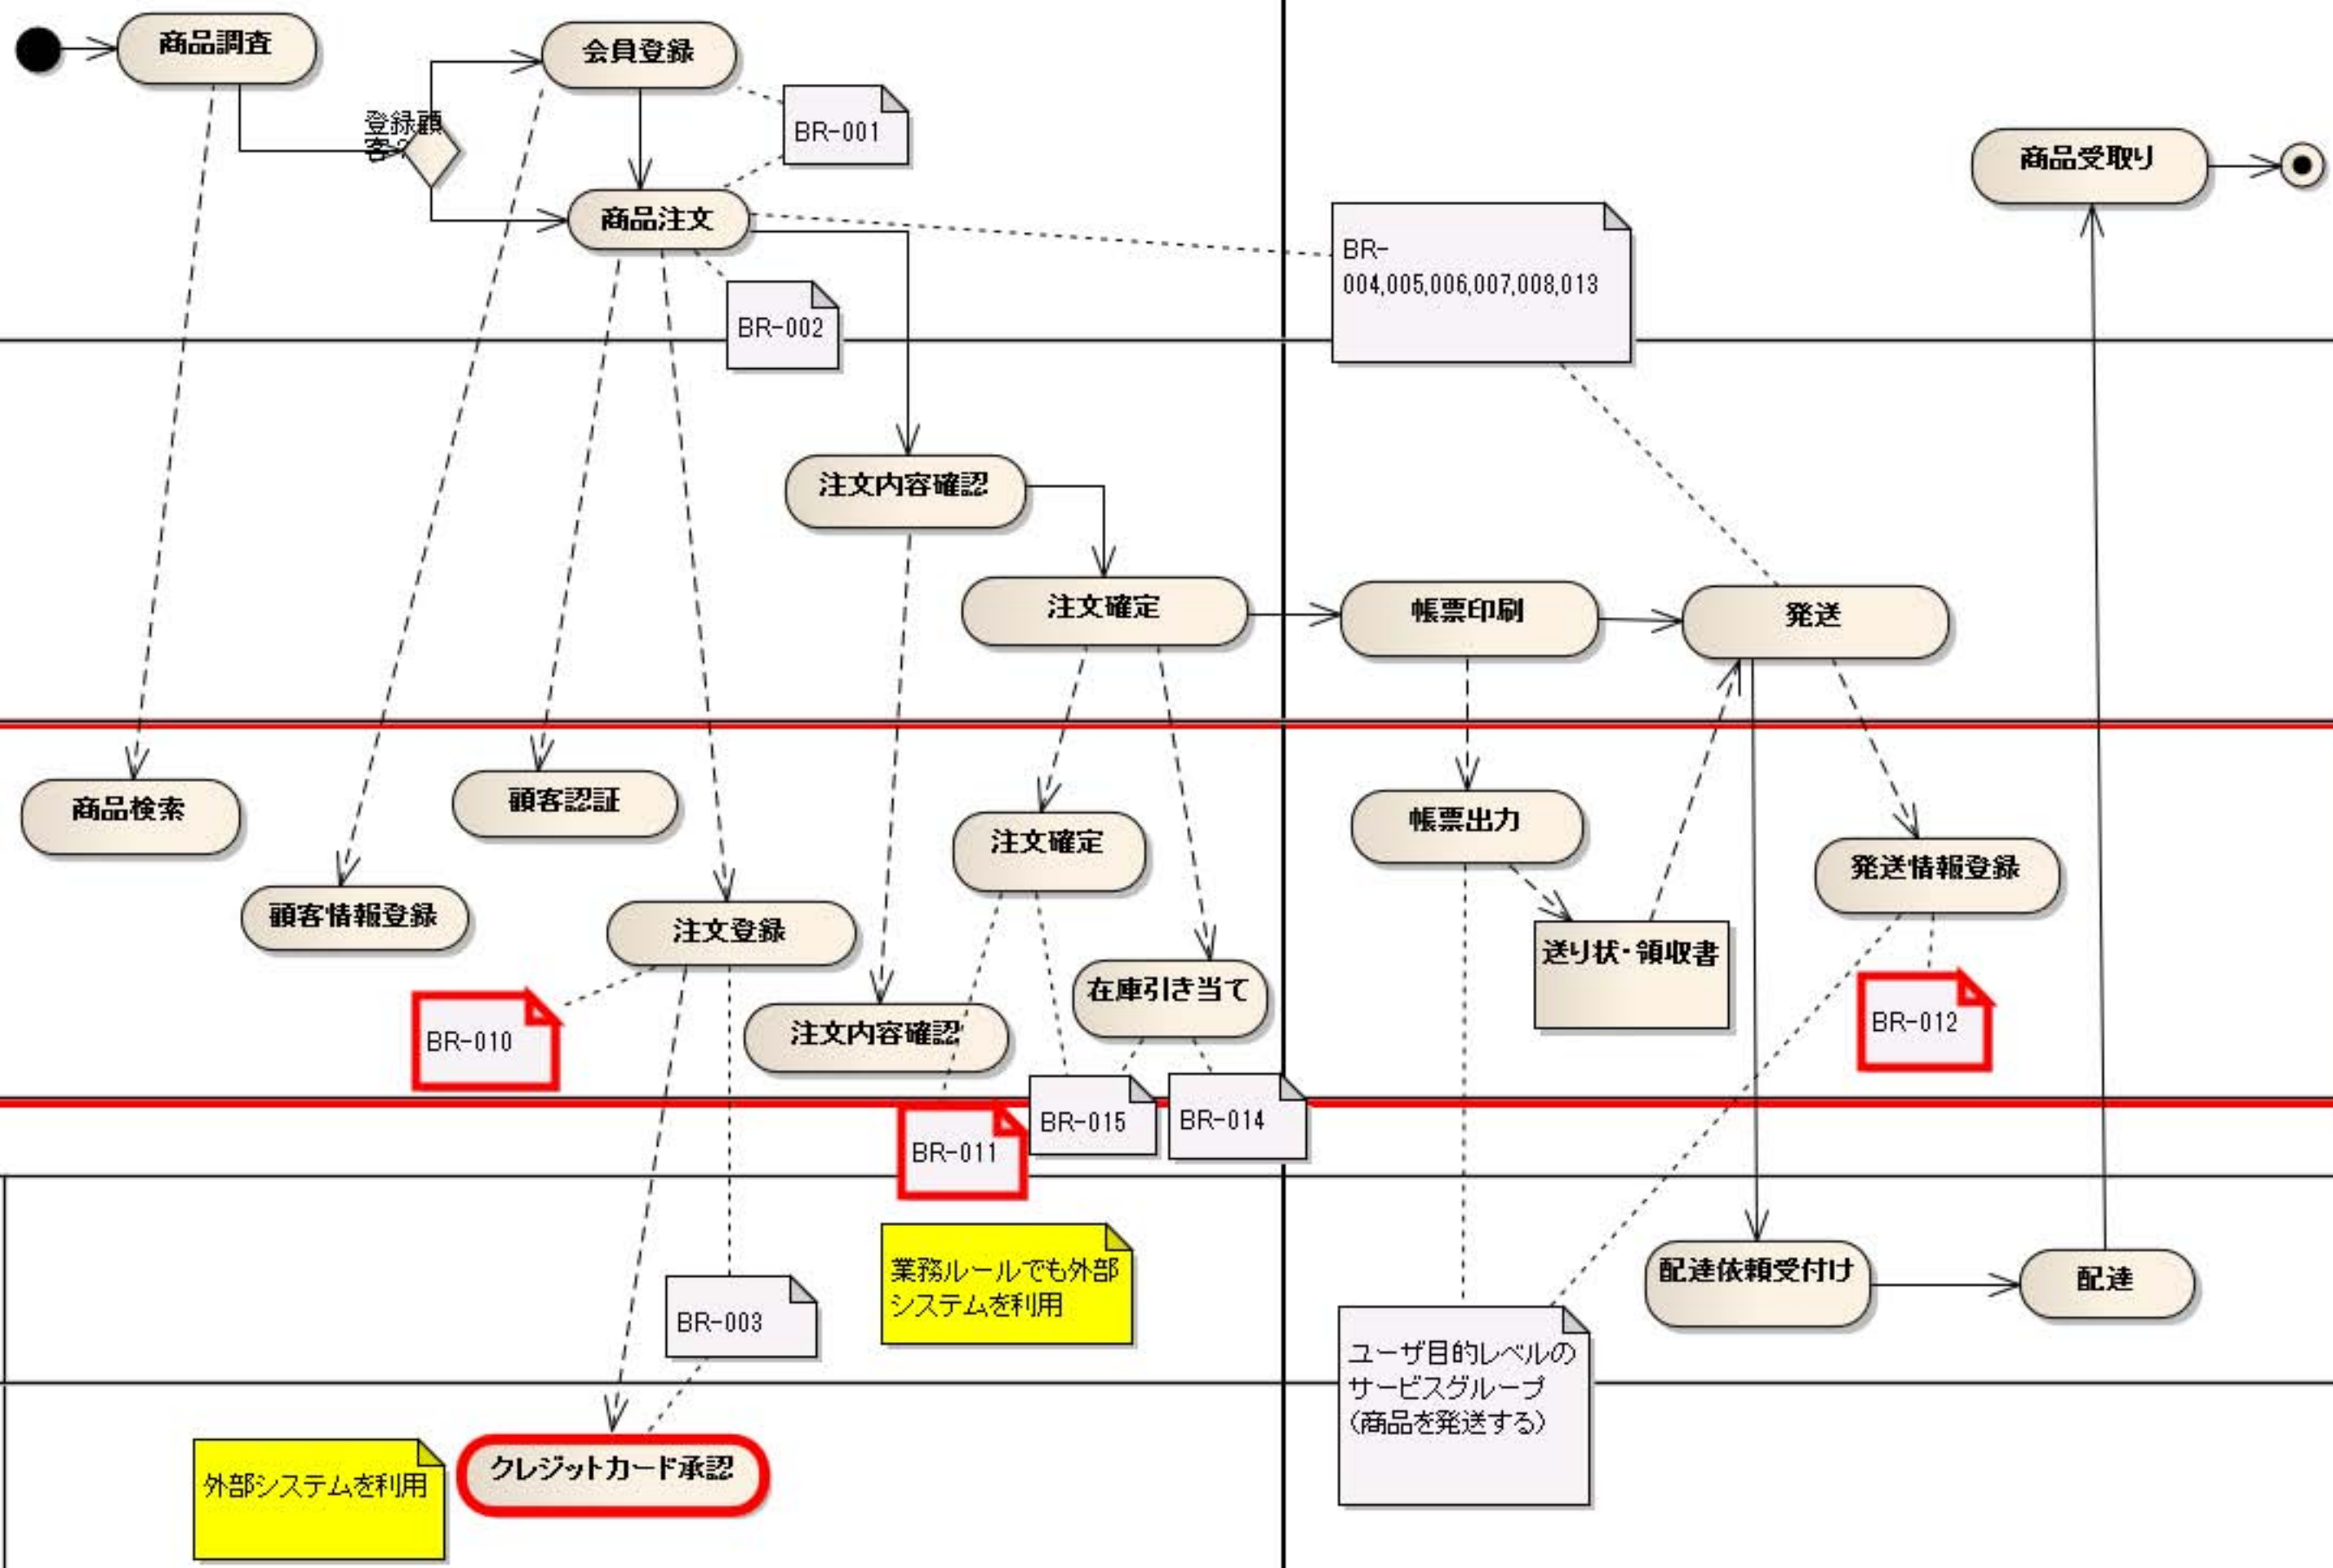 商品調査
会員登録
登録顧
客?
BR-001
商品受取り
商品注文
BR-
004,005,006,007,008,013
BR-002
注文内容確認
注文確定
帳票印刷
発送
商品検索
顧客認証
注文確定
帳票出力
発送情報登録
顧客情報登録
注文登録
送り状・領収書
在庫引き当て
BR-010
注文内容確認
BR-012
BR-015
BR-014
BR-011
業務ルールでも外部
システムを利用
配達依頼受付け
配達
BR-003
ユーザ目的レベルの
サービスグループ
(商品を発送する)
クレジットカード承認
外部システムを利用